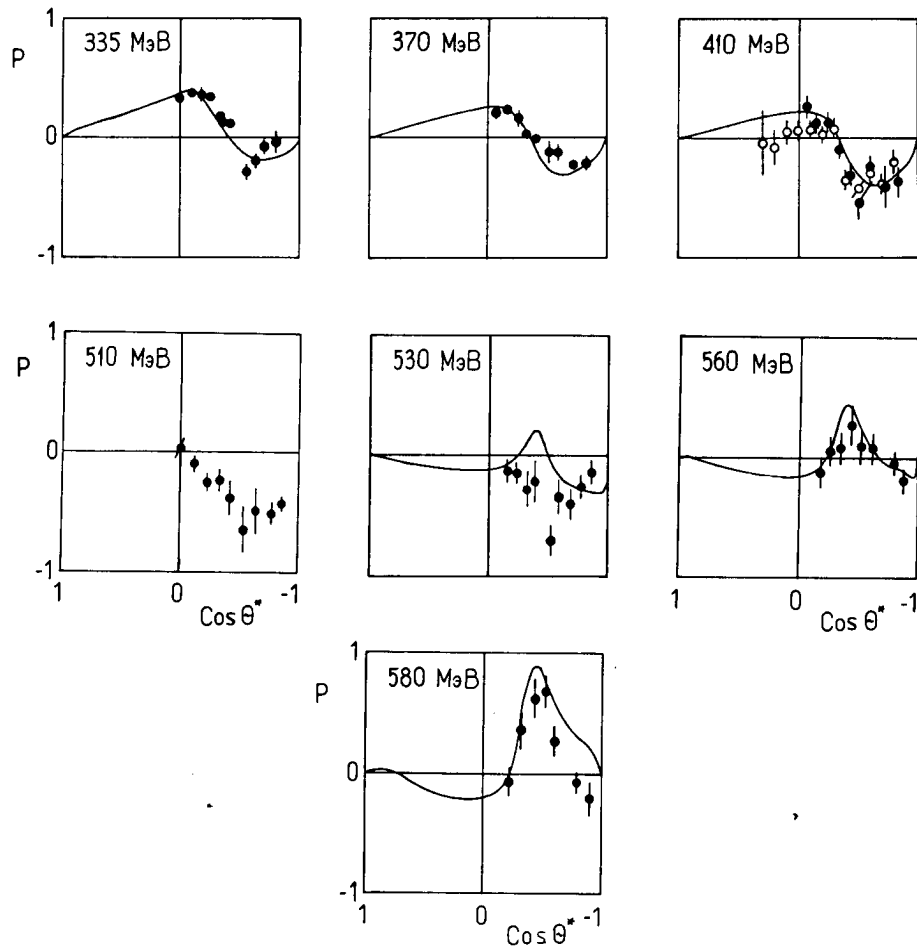 1
P
335 МэВ
370 МэВ
410 МэВ
0
-1
1
P
510 МэВ
530 МэВ
560 МэВ
0
-1
1 0 -1
Cos θ*
1 0 -1
Cos θ*
1
P
580 МэВ
0
-1
1 0 -1
Cos θ*